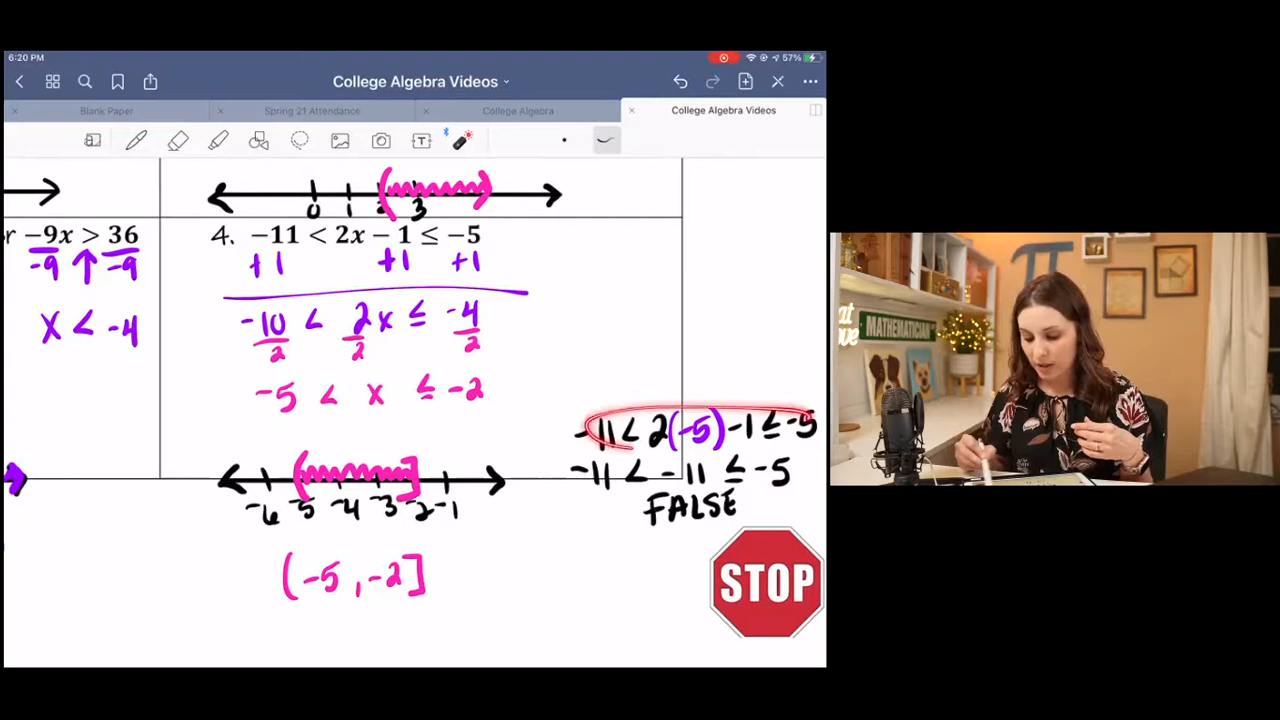 6:20 PM
57%
College Algebra Videos
Blank Paper
Spring 21 Attendance
College Algebra
College Algebra Videos
T
0 1 3
or −9x > 36
-9 -9
x < -4
4. −11 < 2x − 1 ≤ −5
+1 +1 +1
-10 < 2x ≤ -4
2 2 2
-5 < x ≤ -2
-6 -5 -4 -3 -2 -1
(-5, -2]
-11 < 2(-5) -1 ≤ -5
-11 < -11 ≤ -5
FALSE
STOP
MATHEMATICIAN